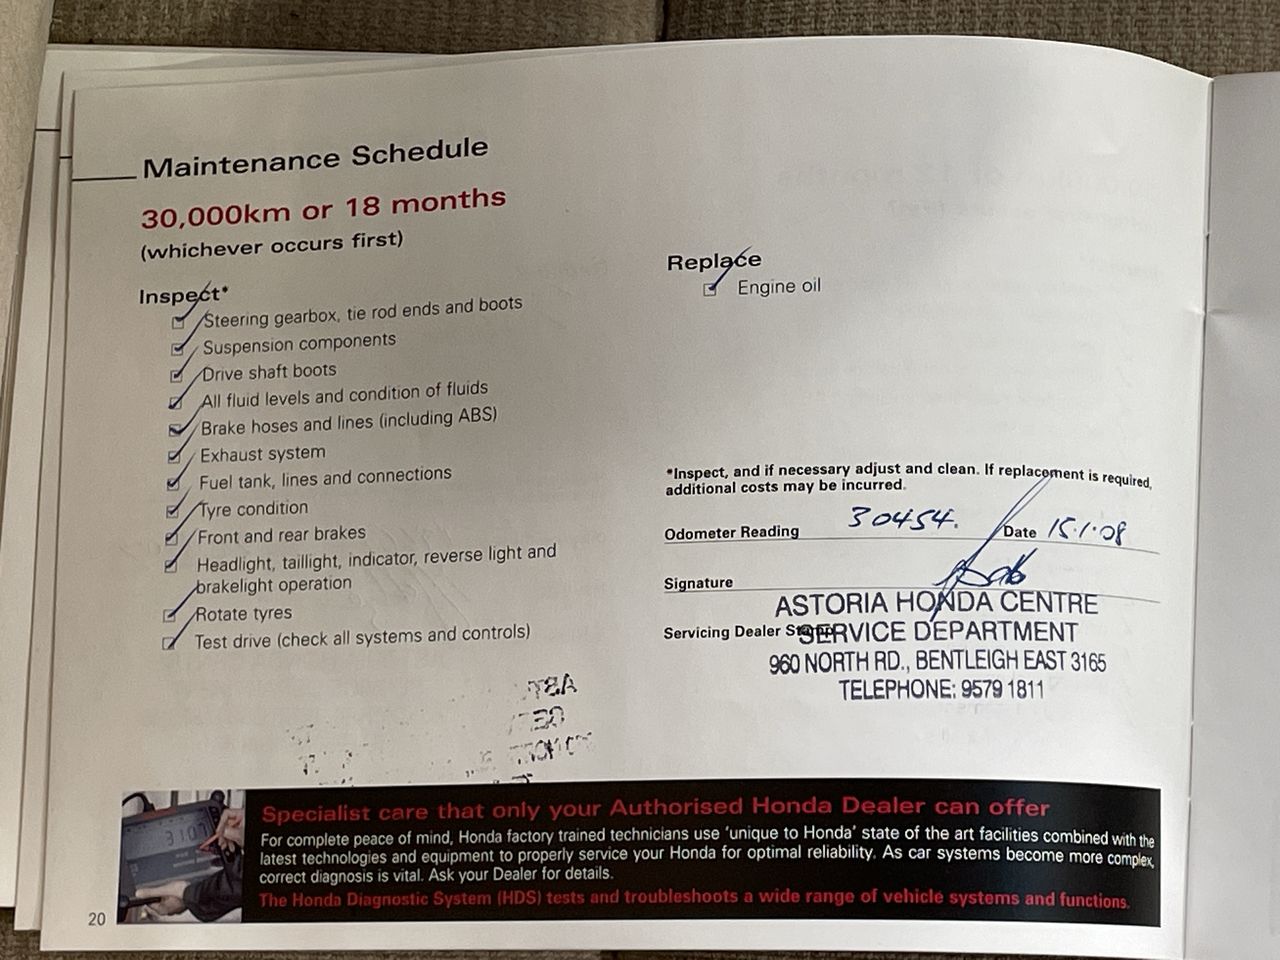 Maintenance Schedule
30,000km or 18 months
(whichever occurs first)
Inspect*
Steering gearbox, tie rod ends and boots
Suspension components
Drive shaft boots
All fluid levels and condition of fluids
Brake hoses and lines (including ABS)
Exhaust system
Fuel tank, lines and connections
Tyre condition
Front and rear brakes
Headlight, taillight, indicator, reverse light and
brakelight operation
Rotate tyres
Test drive (check all systems and controls)
Replace
Engine oil
*Inspect, and if necessary adjust and clean. If replacement is required,
additional costs may be incurred.
Odometer Reading 30454. Date 15.1.08
Signature
ASTORIA HONDA CENTRE
Servicing Dealer SERVICE DEPARTMENT
960 NORTH RD., BENTLEIGH EAST 3165
TELEPHONE: 9579 1811
Specialist care that only your Authorised Honda Dealer can offer
For complete peace of mind, Honda factory trained technicians use 'unique to Honda' state of the art facilities combined with the
latest technologies and equipment to properly service your Honda for optimal reliability. As car systems become more complex,
correct diagnosis is vital. Ask your Dealer for details.
The Honda Diagnostic System (HDS) tests and troubleshoots a wide range of vehicle systems and functions.
20